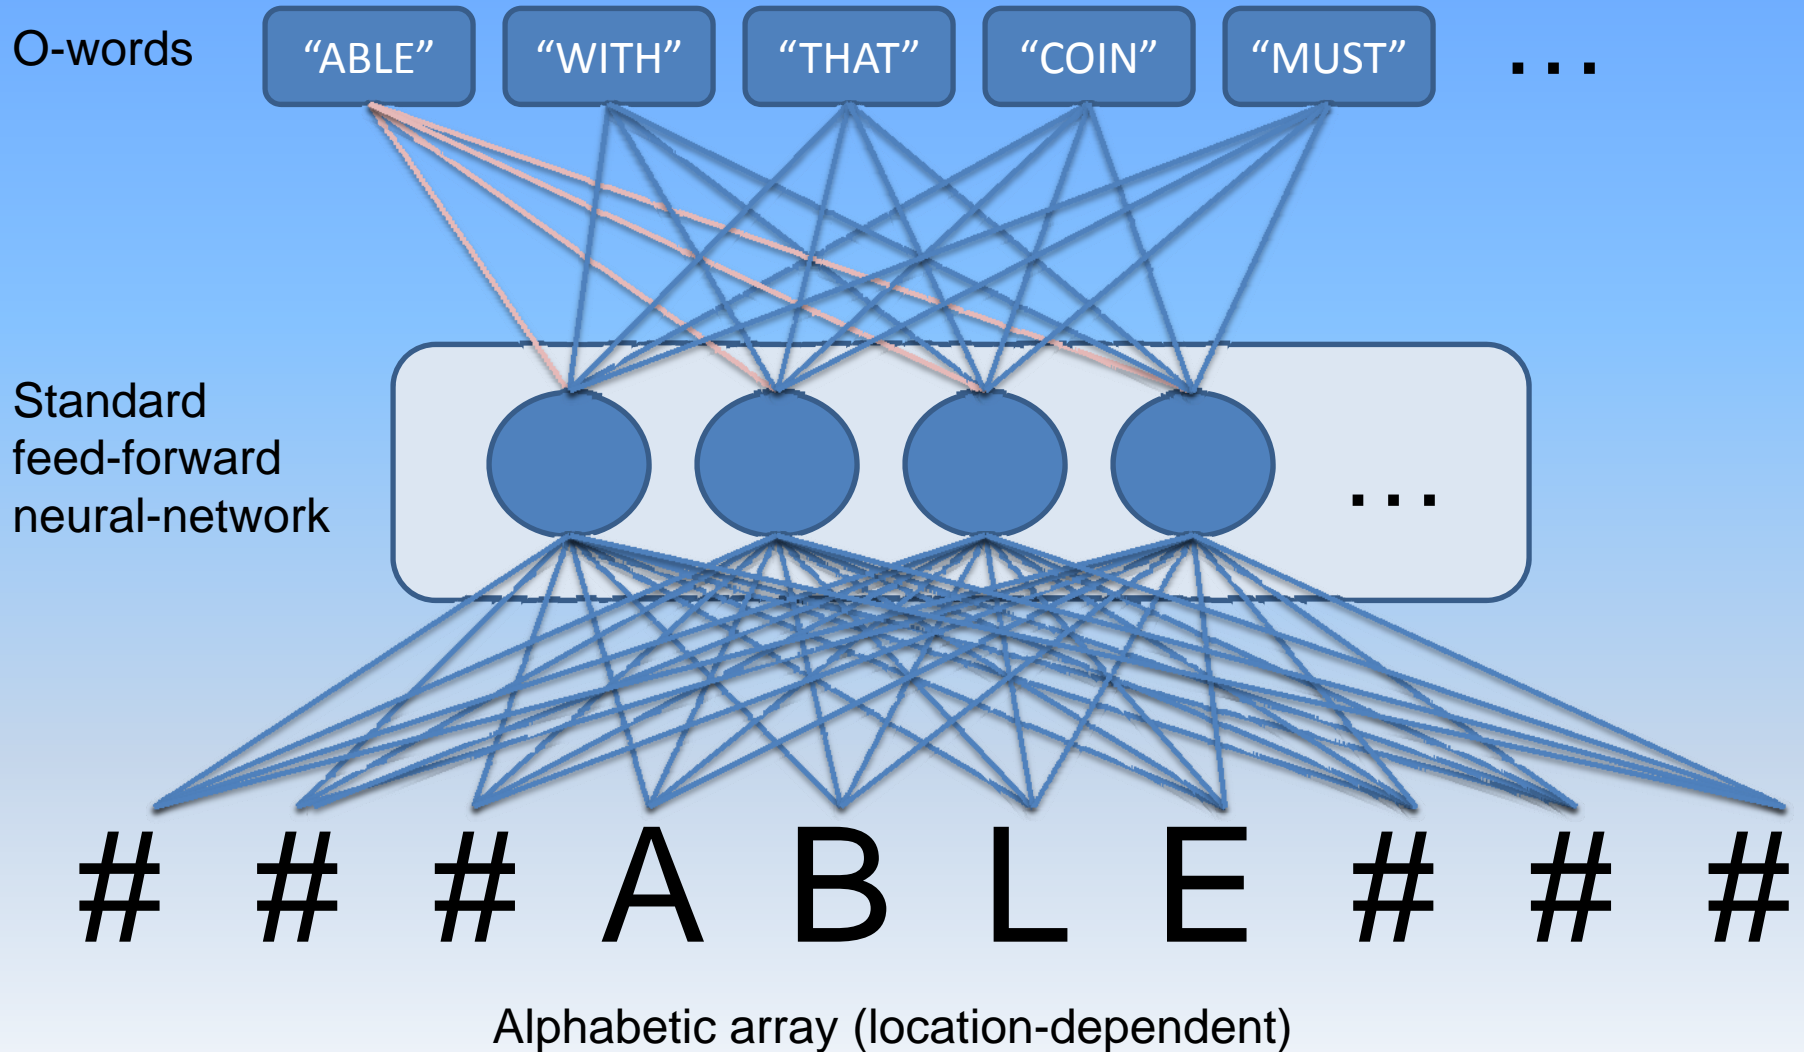 O-words “ABLE” “WITH” “THAT” “COIN” “MUST” ...
Standard
feed-forward
neural-network
...
# # # A B L E # # #
Alphabetic array (location-dependent)